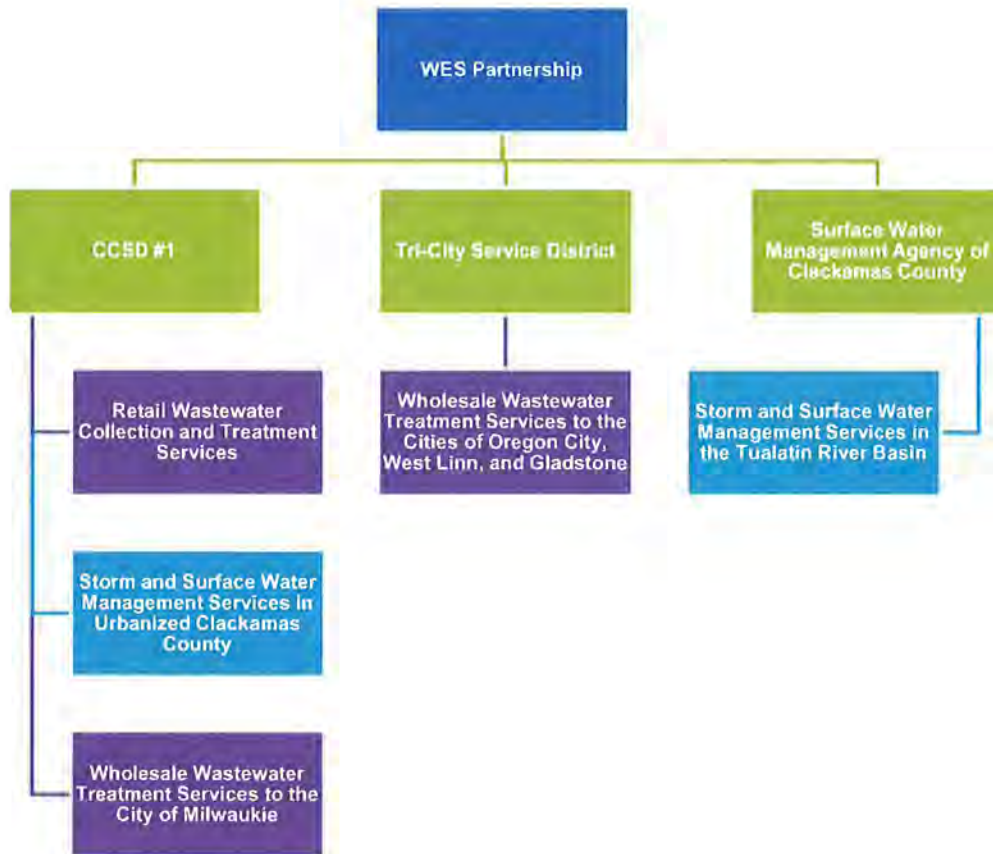 WES Partnership
CCSD #1
Tri-City Service District
Surface Water
Management Agency of
Clackamas County
Retail Wastewater
Collection and Treatment
Services
Wholesale Wastewater
Treatment Services to the
Cities of Oregon City,
West Linn, and Gladstone
Storm and Surface Water
Management Services in
the Tualatin River Basin
Storm and Surface Water
Management Services in
Urbanized Clackamas
County
Wholesale Wastewater
Treatment Services to the
City of Milwaukie